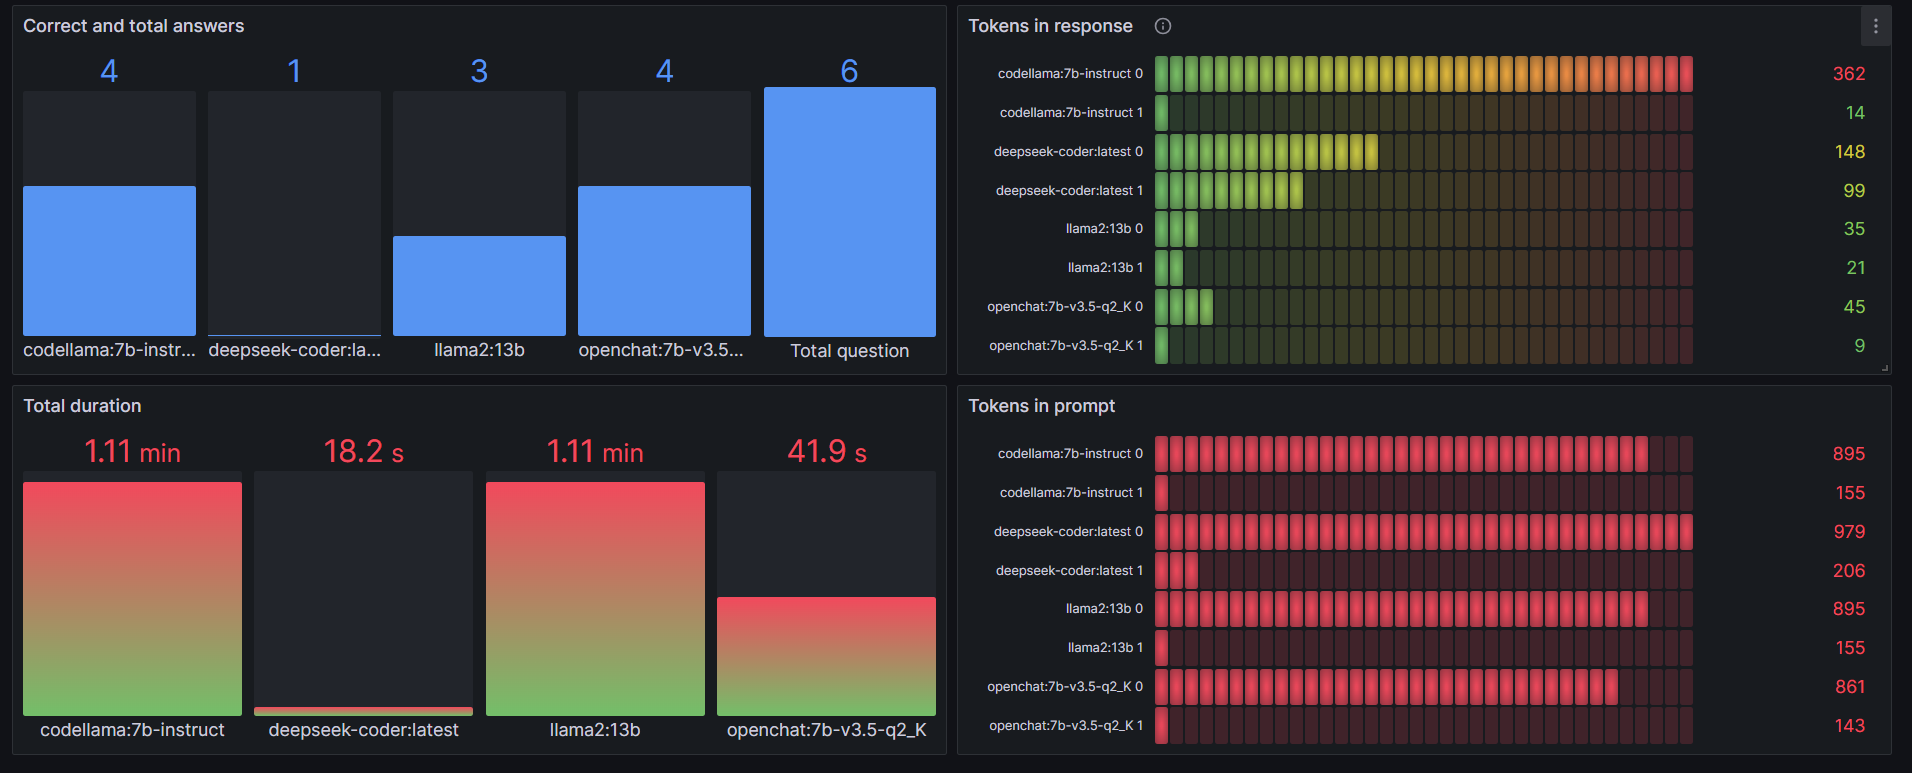 Correct and total answers
4
1
3
4
6
codellama:7b-instr...
deepseek-coder:la...
llama2:13b
openchat:7b-v3.5...
Total question
Tokens in response
codellama:7b-instruct 0
362
codellama:7b-instruct 1
14
deepseek-coder:latest 0
148
deepseek-coder:latest 1
99
llama2:13b 0
35
llama2:13b 1
21
openchat:7b-v3.5-q2_K 0
45
openchat:7b-v3.5-q2_K 1
9
Total duration
1.11 min
18.2 s
1.11 min
41.9 s
codellama:7b-instruct
deepseek-coder:latest
llama2:13b
openchat:7b-v3.5-q2_K
Tokens in prompt
codellama:7b-instruct 0
895
codellama:7b-instruct 1
155
deepseek-coder:latest 0
979
deepseek-coder:latest 1
206
llama2:13b 0
895
llama2:13b 1
155
openchat:7b-v3.5-q2_K 0
861
openchat:7b-v3.5-q2_K 1
143